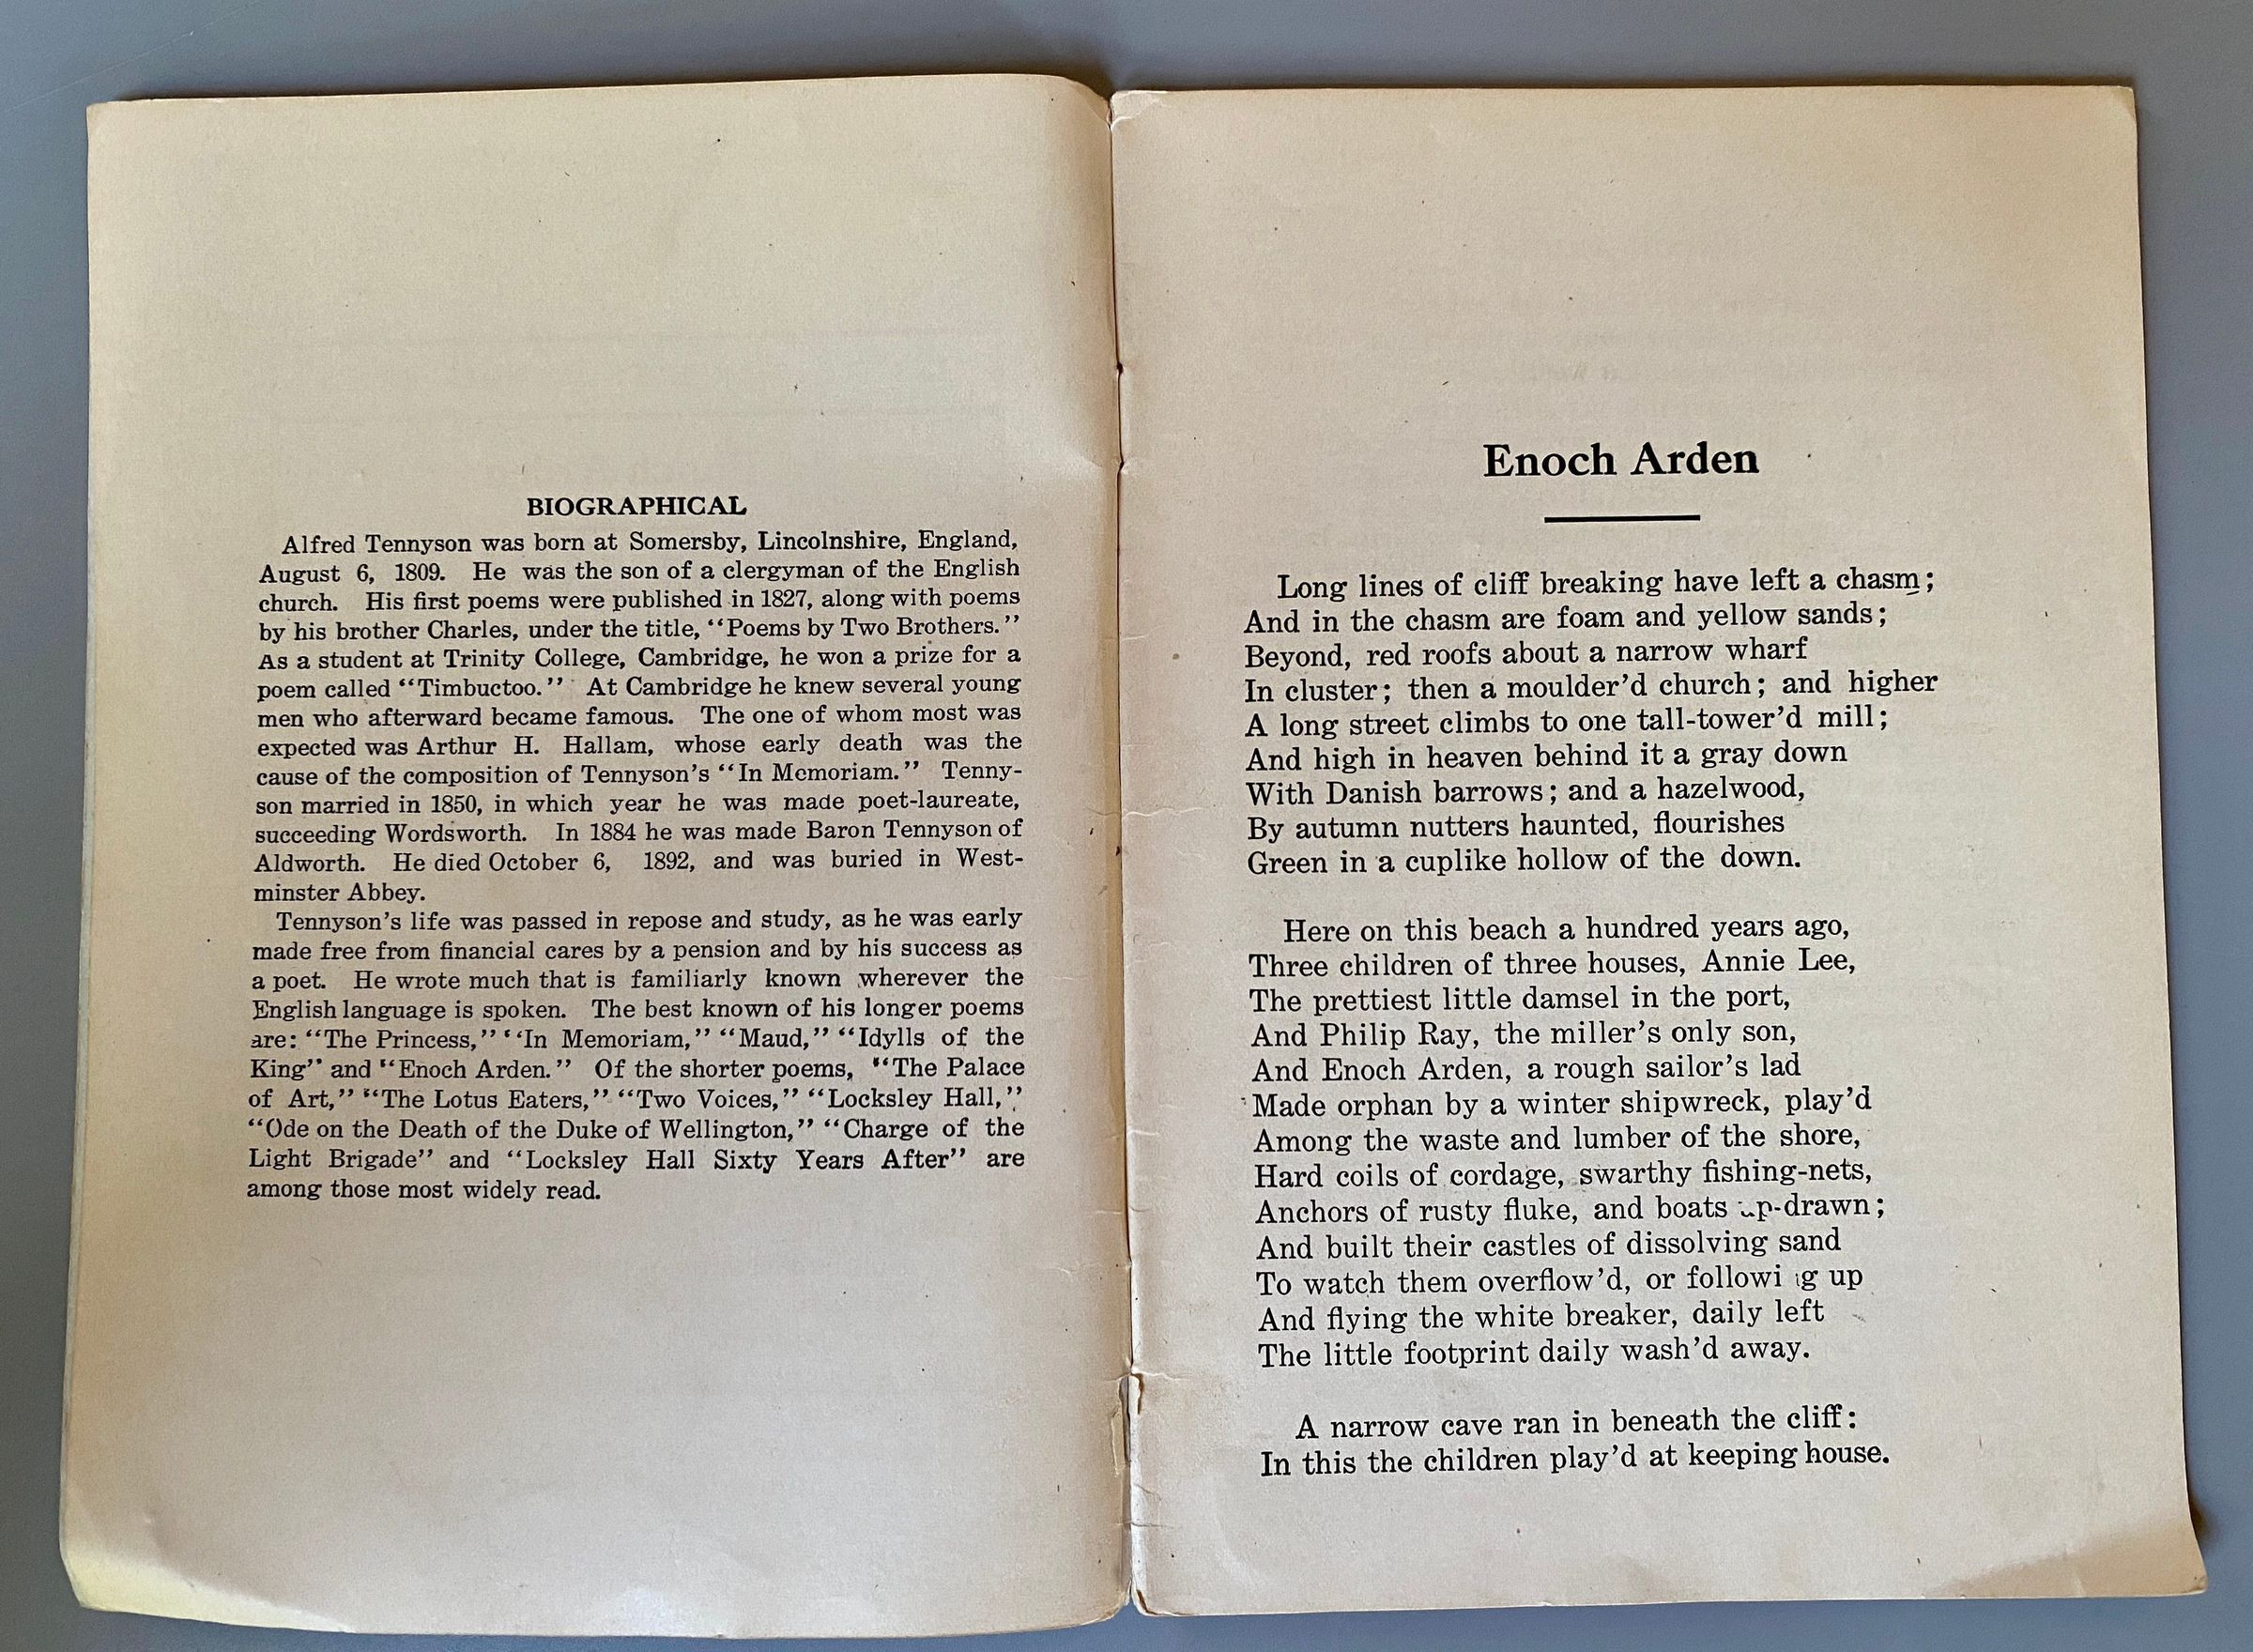 BIOGRAPHICAL
Alfred Tennyson was born at Somersby, Lincolnshire, England,
August 6, 1809. He was the son of a clergyman of the English
church. His first poems were published in 1827, along with poems
by his brother Charles, under the title, “Poems by Two Brothers.”
As a student at Trinity College, Cambridge, he won a prize for a
poem called “Timbuctoo.” At Cambridge he knew several young
men who afterward became famous. The one of whom most was
expected was Arthur H. Hallam, whose early death was the
cause of the composition of Tennyson’s “In Memoriam.” Tenny-
son married in 1850, in which year he was made poet-laureate,
succeeding Wordsworth. In 1884 he was made Baron Tennyson of
Aldworth. He died October 6, 1892, and was buried in West-
minster Abbey.
Tennyson’s life was passed in repose and study, as he was early
made free from financial cares by a pension and by his success as
a poet. He wrote much that is familiarly known wherever the
English language is spoken. The best known of his longer poems
are: “The Princess,” “In Memoriam,” “Maud,” “Idylls of the
King” and “Enoch Arden.” Of the shorter poems, “The Palace
of Art,” “The Lotus Eaters,” “Two Voices,” “Locksley Hall,”
“Ode on the Death of the Duke of Wellington,” “Charge of the
Light Brigade” and “Locksley Hall Sixty Years After” are
among those most widely read.
Enoch Arden
Long lines of cliff breaking have left a chasm;
And in the chasm are foam and yellow sands;
Beyond, red roofs about a narrow wharf
In cluster; then a moulder’d church; and higher
A long street climbs to one tall-tower’d mill;
And high in heaven behind it a gray down
With Danish barrows; and a hazelwood,
By autumn nutters haunted, flourishes
Green in a cuplike hollow of the down.
Here on this beach a hundred years ago,
Three children of three houses, Annie Lee,
The prettiest little damsel in the port,
And Philip Ray, the miller’s only son,
And Enoch Arden, a rough sailor’s lad
Made orphan by a winter shipwreck, play’d
Among the waste and lumber of the shore,
Hard coils of cordage, swarthy fishing-nets,
Anchors of rusty fluke, and boats up-drawn;
And built their castles of dissolving sand
To watch them overflow’d, or following up
And flying the white breaker, daily left
The little footprint daily wash’d away.
A narrow cave ran in beneath the cliff:
In this the children play’d at keeping house.